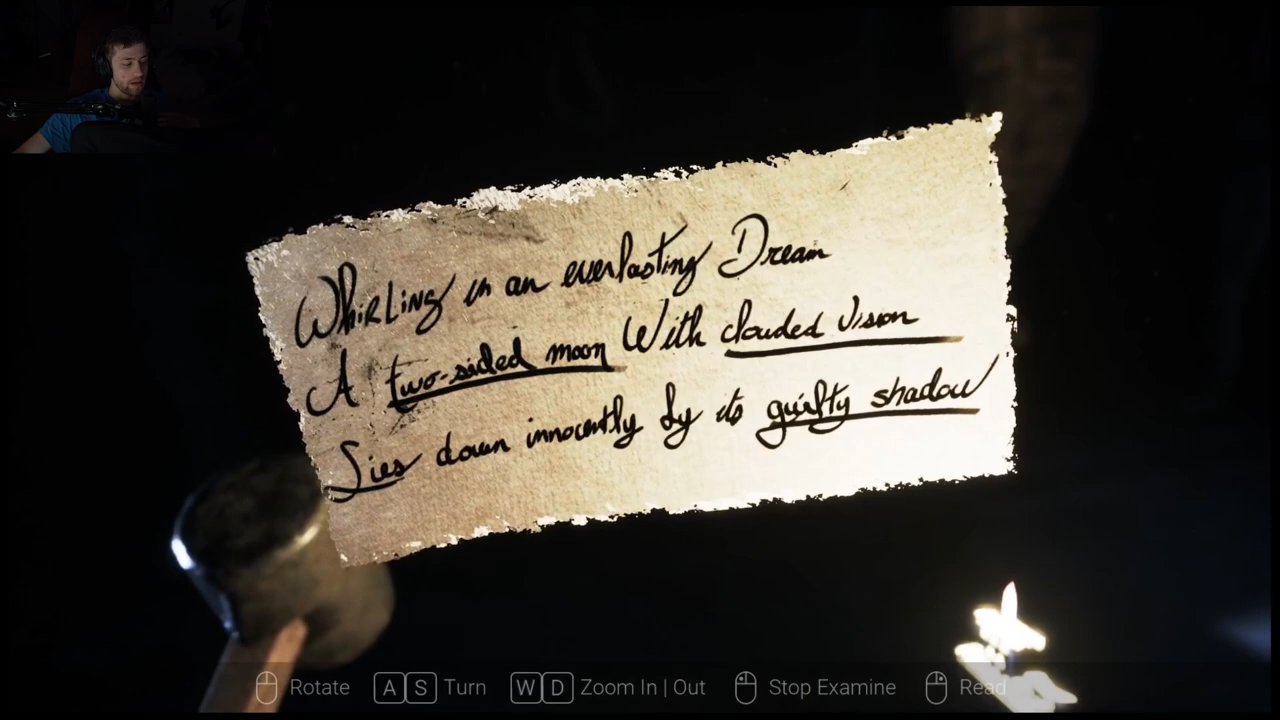 Whirling in an everlasting Dream
A two-sided moon With clouded vision
Lies down innocently by its guilty shadow
Rotate A S Turn W D Zoom In | Out Stop Examine Read